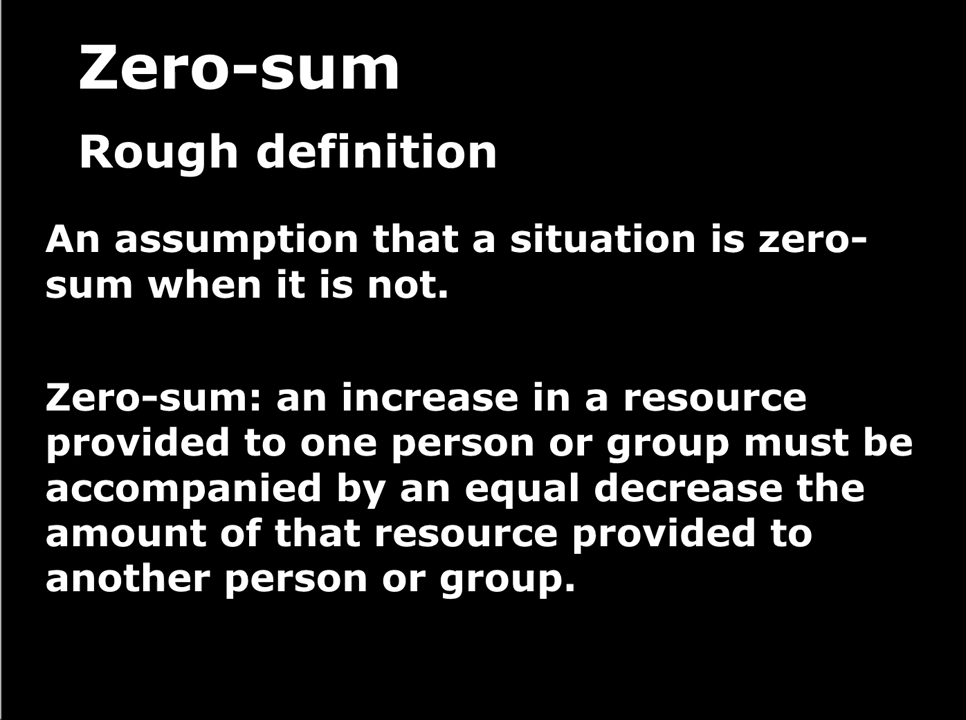 Zero-sum
Rough definition
An assumption that a situation is zero-
sum when it is not.
Zero-sum: an increase in a resource
provided to one person or group must be
accompanied by an equal decrease the
amount of that resource provided to
another person or group.